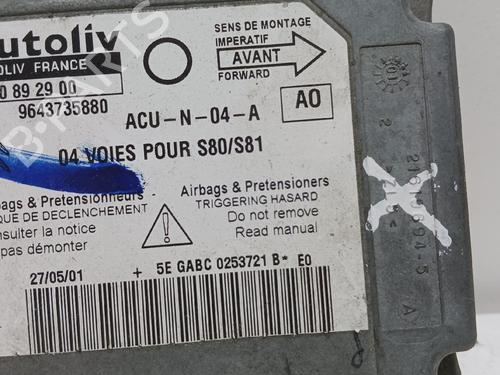 utoliv
OLIV FRANCE
0 89 29 00
9643735880
SENS DE MONTAGE
IMPERATIF
AVANT
FORWARD
ACU-N-04-A
A0
04 VOIES POUR S80/S81
bags & Pretensionneurs
QUE DE DECLENCHEMENT
nsulter la notice
pas démonter
Airbags & Pretensioners
TRIGGERING HASARD
Do not remove
Read manual
27/05/01
+ 5E GABC 0253721 B* E0